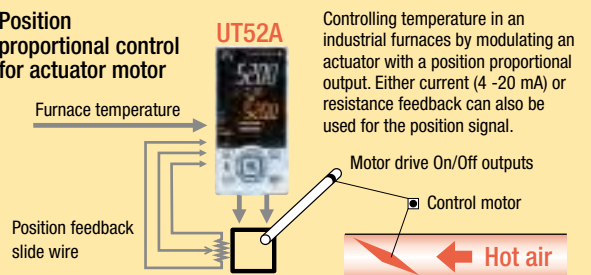 Position
proportional control
for actuator motor
UT52A
Controlling temperature in an
industrial furnaces by modulating an
actuator with a position proportional
output. Either current (4 -20 mA) or
resistance feedback can also be
used for the position signal.
5200
5200
Furnace temperature
Motor drive On/Off outputs
Control motor
Position feedback
slide wire
Hot air